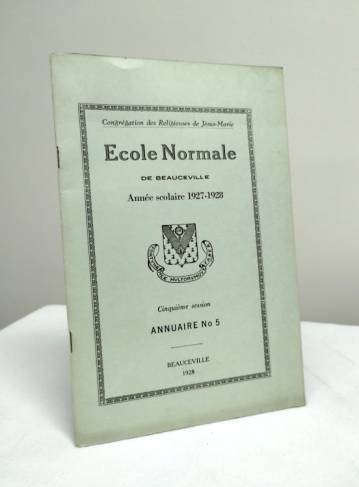 Congrégation des Religieuses de Jésus-Marie
Ecole Normale
DE BEAUCEVILLE
Année scolaire 1927-1928
Cinquième session
ANNUAIRE No 5
BEAUCEVILLE
1928